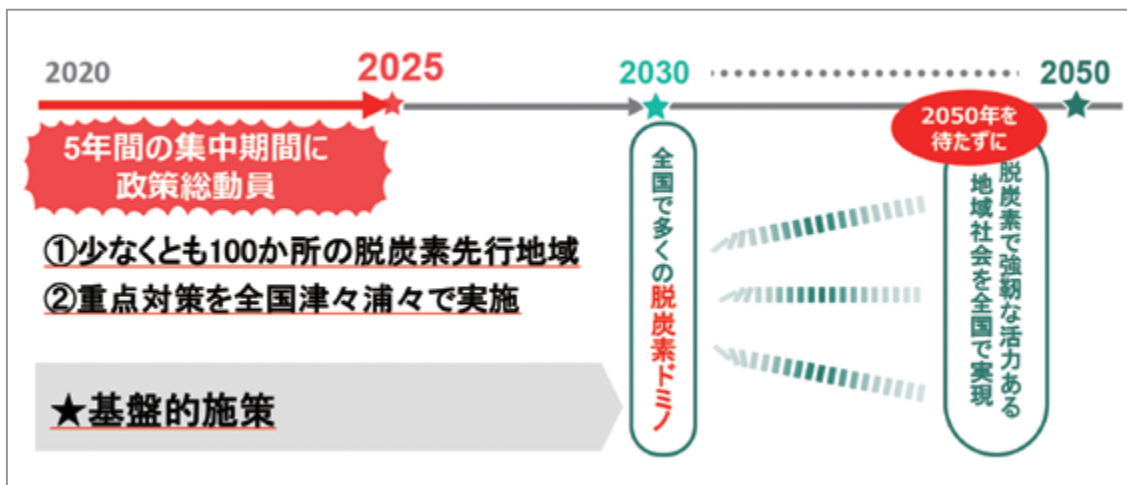 2020
2025
2030
2050
5年間の集中期間に
政策総動員
①少なくとも100か所の脱炭素先行地域
②重点対策を全国津々浦々で実施
★基盤的施策
全国で多くの脱炭素ドミノ
2050年を
待たずに
脱炭素で強靭な活力ある
地域社会を全国で実現